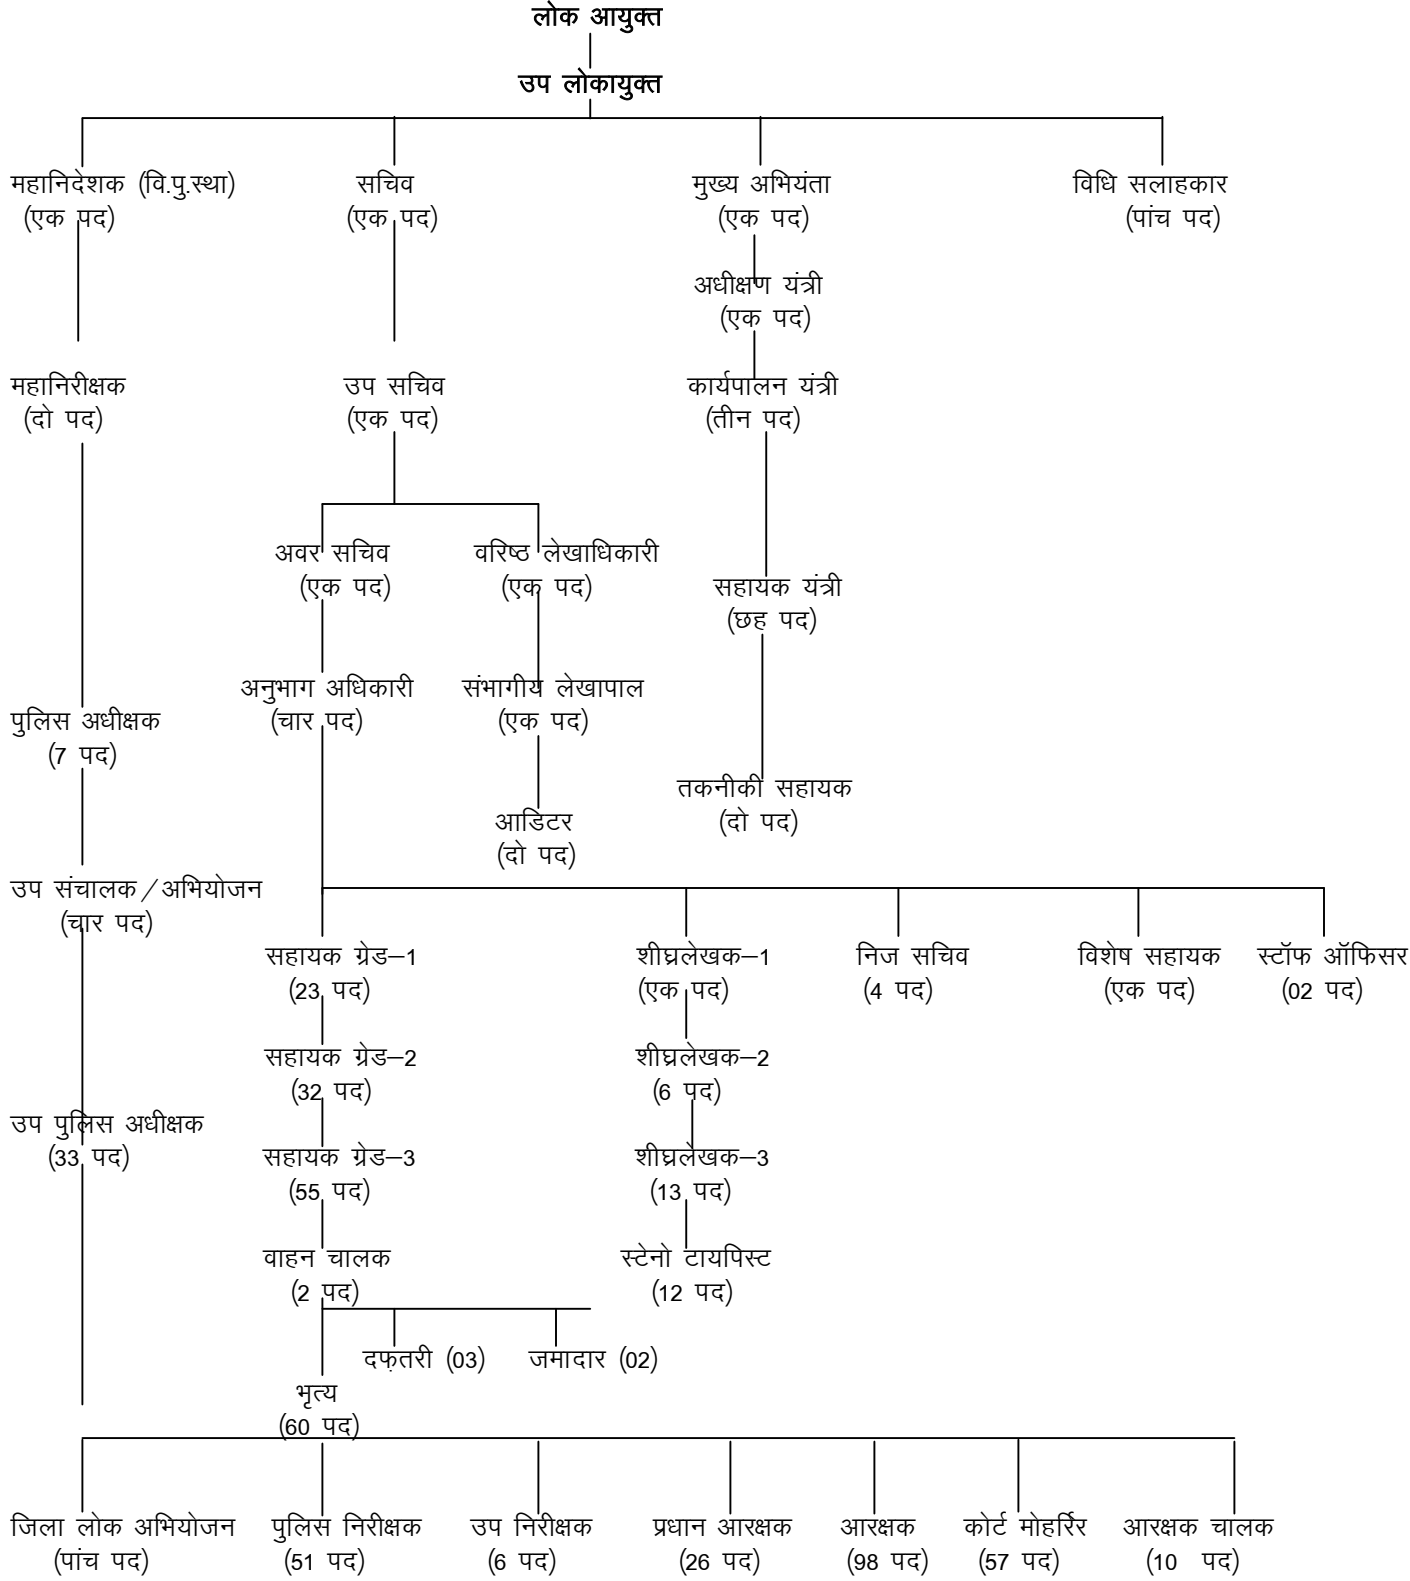 लोक आयुक्त
उप लोकायुक्त
महानिदेशक (वि.पु.स्था) सचिव मुख्य अभियंता विधि सलाहकार
(एक पद) (एक पद) (एक पद) (पांच पद)
अधीक्षण यंत्री
(एक पद)
महानिरीक्षक उप सचिव कार्यपालन यंत्री
(दो पद) (एक पद) (तीन पद)
अवर सचिव वरिष्ठ लेखाधिकारी
(एक पद) (एक पद)
सहायक यंत्री
(छह पद)
अनुभाग अधिकारी संभागीय लेखापाल
(चार पद) (एक पद)
पुलिस अधीक्षक
(7 पद)
तकनीकी सहायक
(दो पद)
आडिटर
(दो पद)
उप संचालक/अभियोजन
(चार पद)
सहायक ग्रेड–1 शीघ्रलेखक–1 निज सचिव विशेष सहायक स्टॉफ ऑफिसर
(23 पद) (एक पद) (4 पद) (एक पद) (02 पद)
सहायक ग्रेड–2 शीघ्रलेखक–2
(32 पद) (6 पद)
उप पुलिस अधीक्षक
(33 पद)
सहायक ग्रेड–3 शीघ्रलेखक–3
(55 पद) (13 पद)
वाहन चालक स्टेनो टायपिस्ट
(2 पद) (12 पद)
दफ़तरी (03) जमादार (02)
भृत्य
(60 पद)
जिला लोक अभियोजन पुलिस निरीक्षक उप निरीक्षक प्रधान आरक्षक आरक्षक कोर्ट मोहर्रिर आरक्षक चालक
(पांच पद) (51 पद) (6 पद) (26 पद) (98 पद) (57 पद) (10 पद)